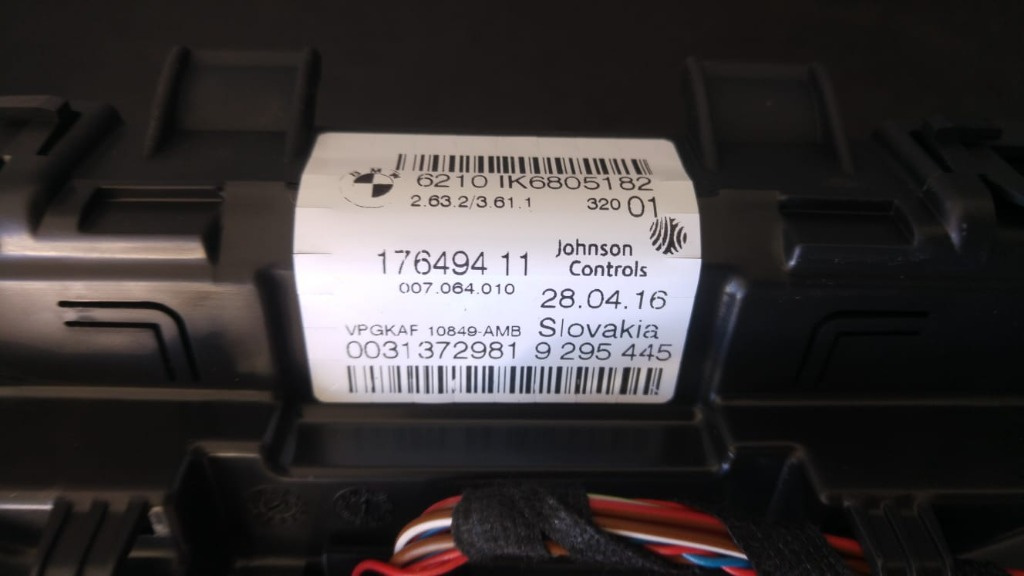 BMW
6210 IK6805182
2.63.2/3.61.1 320 01
Johnson
Controls
176494 11
007.064.010
28.04.16
VPGKAF 10849-AMB Slovakia
0031372981 9 295 445